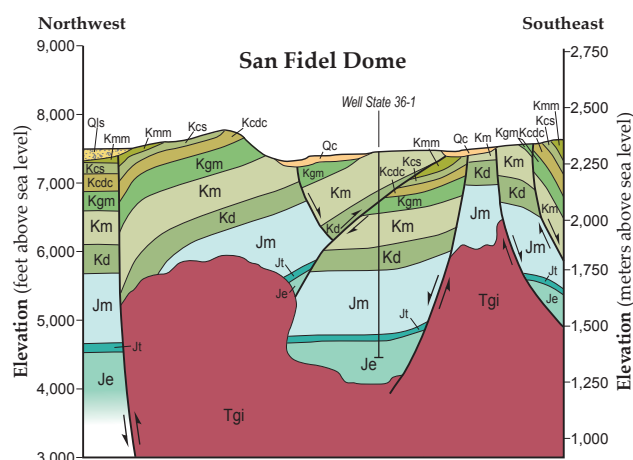 Northwest
Southeast
San Fidel Dome
9,000
8,000
7,000
6,000
5,000
4,000
3,000
Elevation (feet above sea level)
2,750
2,500
2,250
2,000
1,750
1,500
1,250
1,000
Elevation (meters above sea level)
Well State 36-1
Qls
Kmm
Kmm
Kcs
Kcdc
Kcs
Kcdc
Kgm
Km
Kd
Jm
Jt
Je
Kgm
Km
Kd
Jm
Qc
Kgm
Km
Kd
Jt
Je
Kcdc
Kcs
Kmm
Kgm
Km
Kd
Jm
Jt
Je
Tgi
Qc
Km
Kd
Jm
Tgi
Kgm
Kcdc
Kcs
Kmm
Km
Kd
Km
Jm
Jt
Je